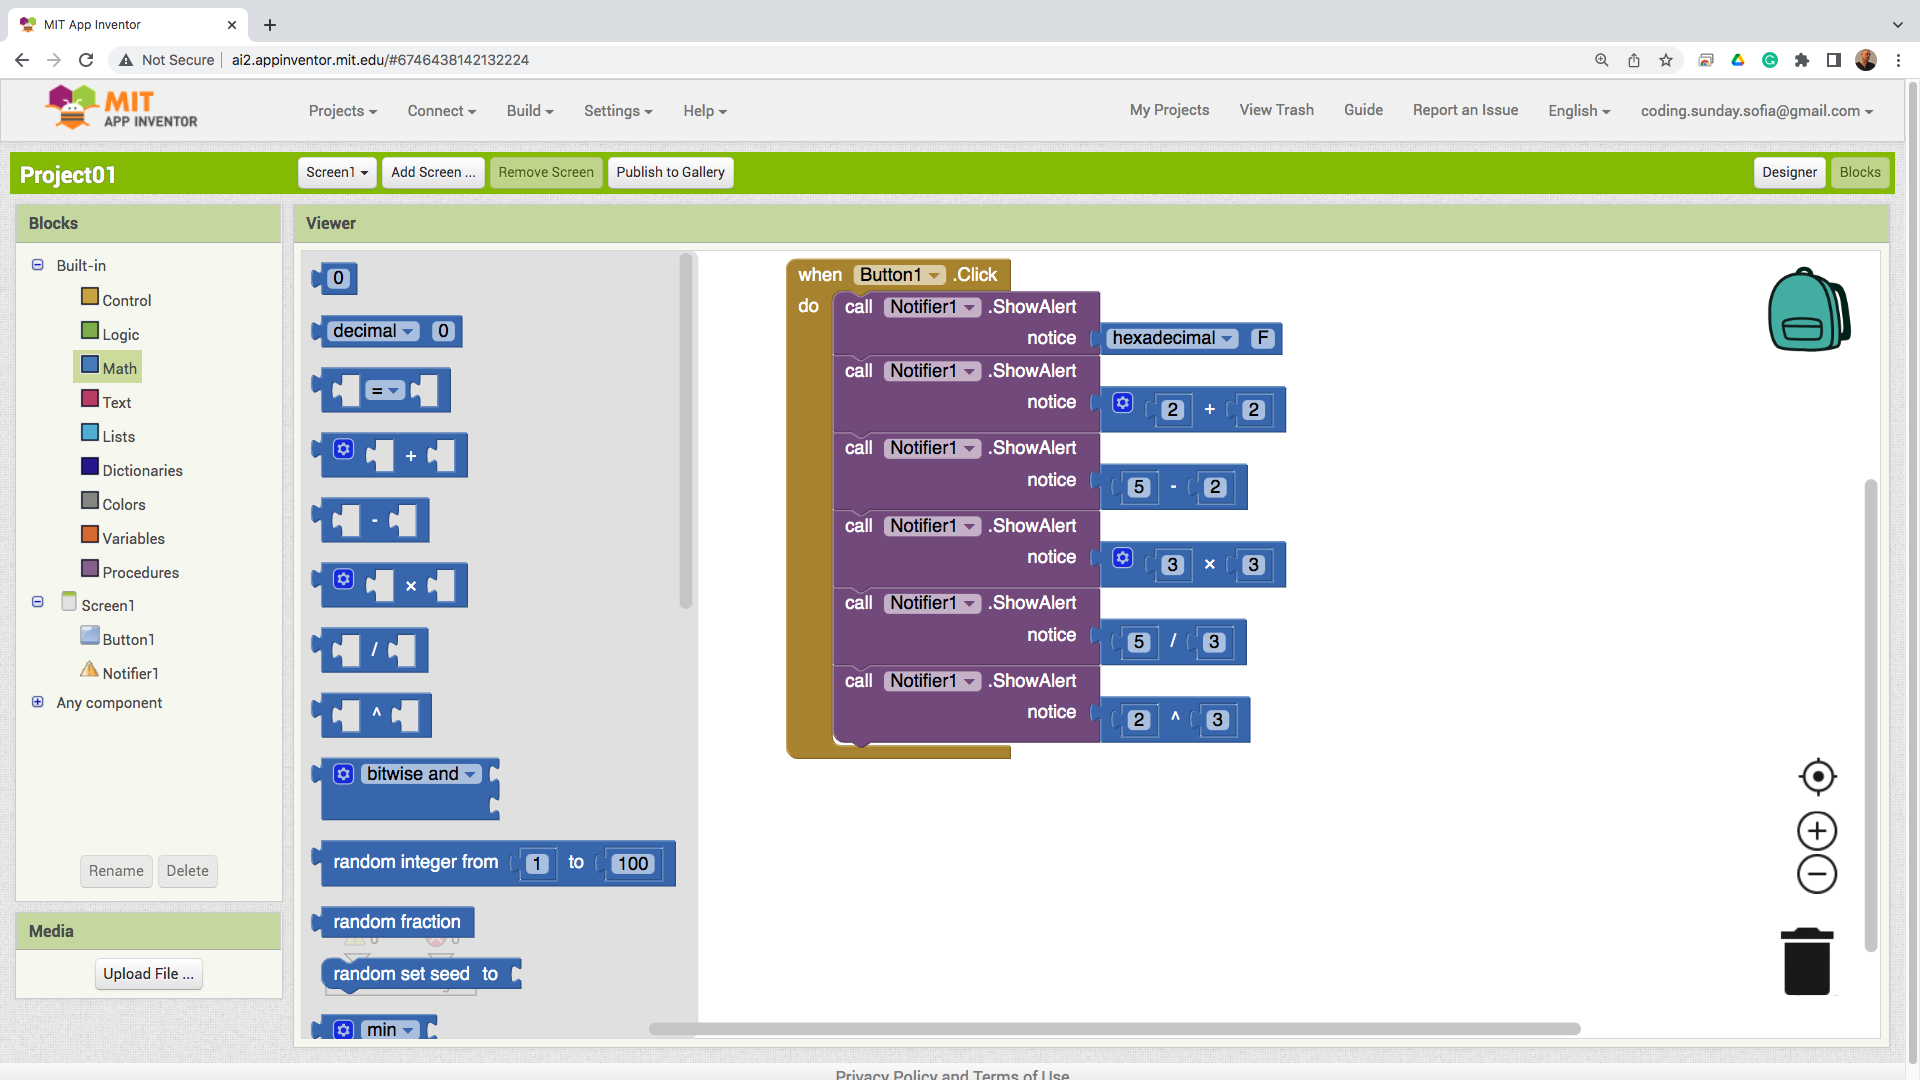 MIT App Inventor
Not Secure
ai2.appinventor.mit.edu/#6746438142132224
MIT
APP INVENTOR
Projects
Connect
Build
Settings
Help
My Projects
View Trash
Guide
Report an Issue
English
coding.sunday.sofia@gmail.com
Project01
Screen1
Add Screen ...
Remove Screen
Publish to Gallery
Designer
Blocks
Blocks
Built-in
Control
Logic
Math
Text
Lists
Dictionaries
Colors
Variables
Procedures
Screen1
Button1
Notifier1
Any component
Rename
Delete
Media
Upload File ...
Viewer
0
decimal 0
=
+
-
×
/
^
bitwise and
random integer from 1 to 100
random fraction
0 0
random set seed to
min
when Button1 .Click
do call Notifier1 .ShowAlert
notice hexadecimal F
call Notifier1 .ShowAlert
notice 2 + 2
call Notifier1 .ShowAlert
notice 5 - 2
call Notifier1 .ShowAlert
notice 3 × 3
call Notifier1 .ShowAlert
notice 5 / 3
call Notifier1 .ShowAlert
notice 2 ^ 3
Privacy Policy and Terms of Use